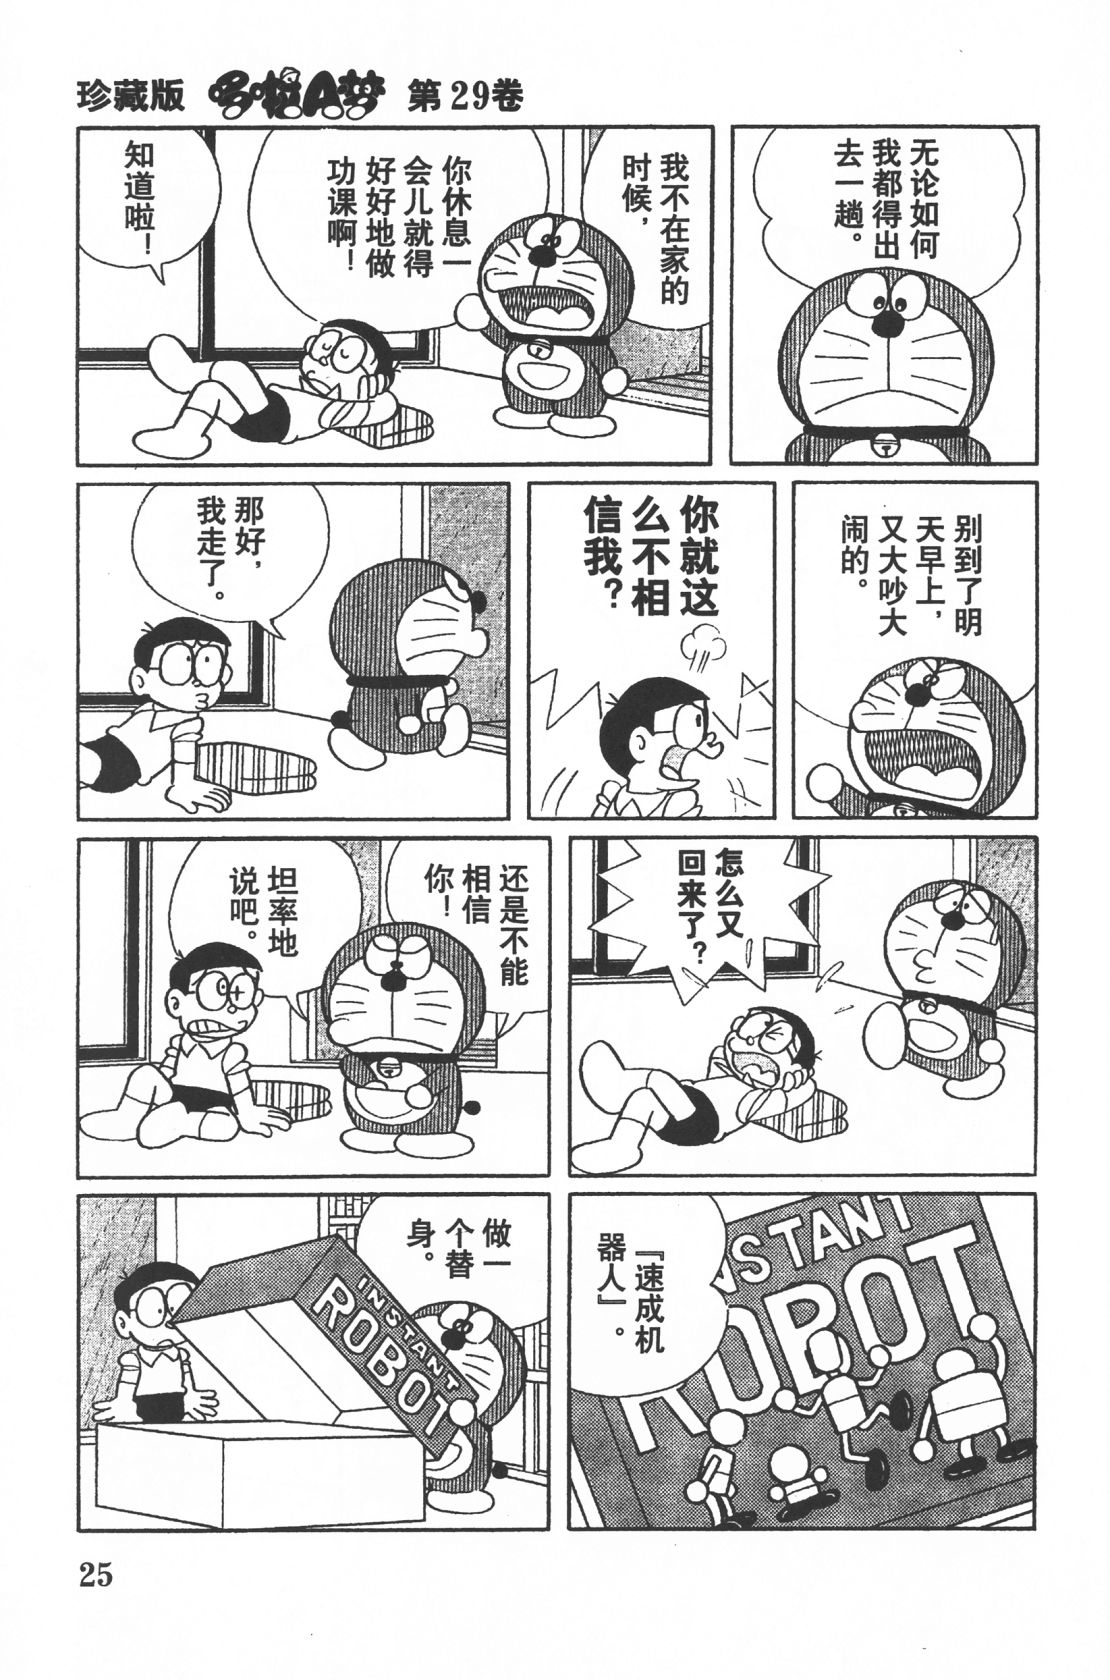 珍藏版 哆啦A梦 第29卷
无论如何
我都得出
去一趟。
我不在家的
时候，
你休息一
会儿就得
好好地做
功课啊！
知道啦！
别到了明
天早上，
又大吵大
闹的。
你就这
么不相
信我？
那好，
我走了。
怎么又
回来了？
还是不能
相信
你！
坦率地
说吧。
『速成机
器人』。
INSTANT
ROBOT
做一
个替
身。
INSTANT
ROBOT
25